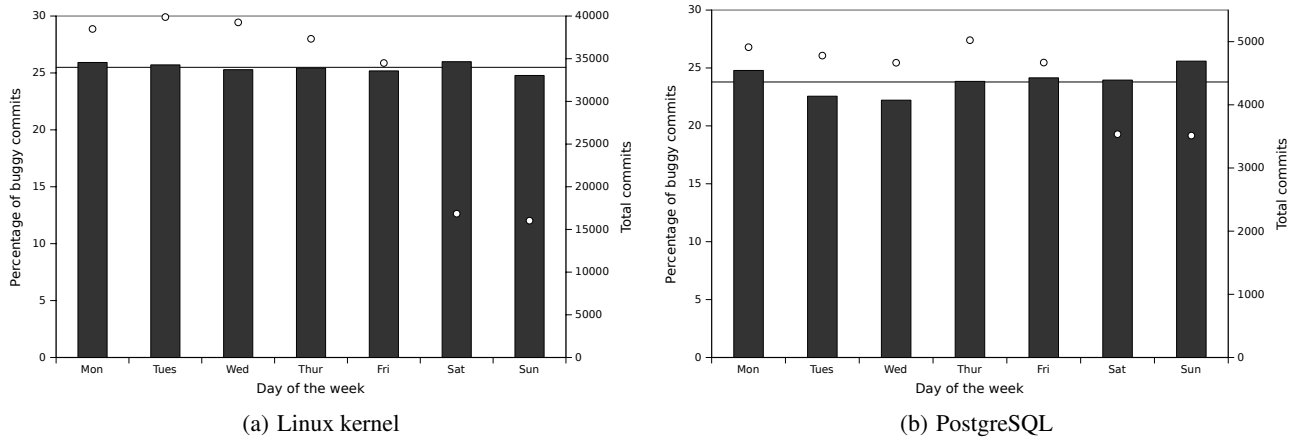 Percentage of buggy commits
30
25
20
15
10
5
0
40000
35000
30000
25000
20000
15000
10000
5000
0
Total commits
Mon Tues Wed Thur Fri Sat Sun
Day of the week
(a) Linux kernel
Percentage of buggy commits
30
25
20
15
10
5
0
5000
4000
3000
2000
1000
0
Total commits
Mon Tues Wed Thur Fri Sat Sun
Day of the week
(b) PostgreSQL